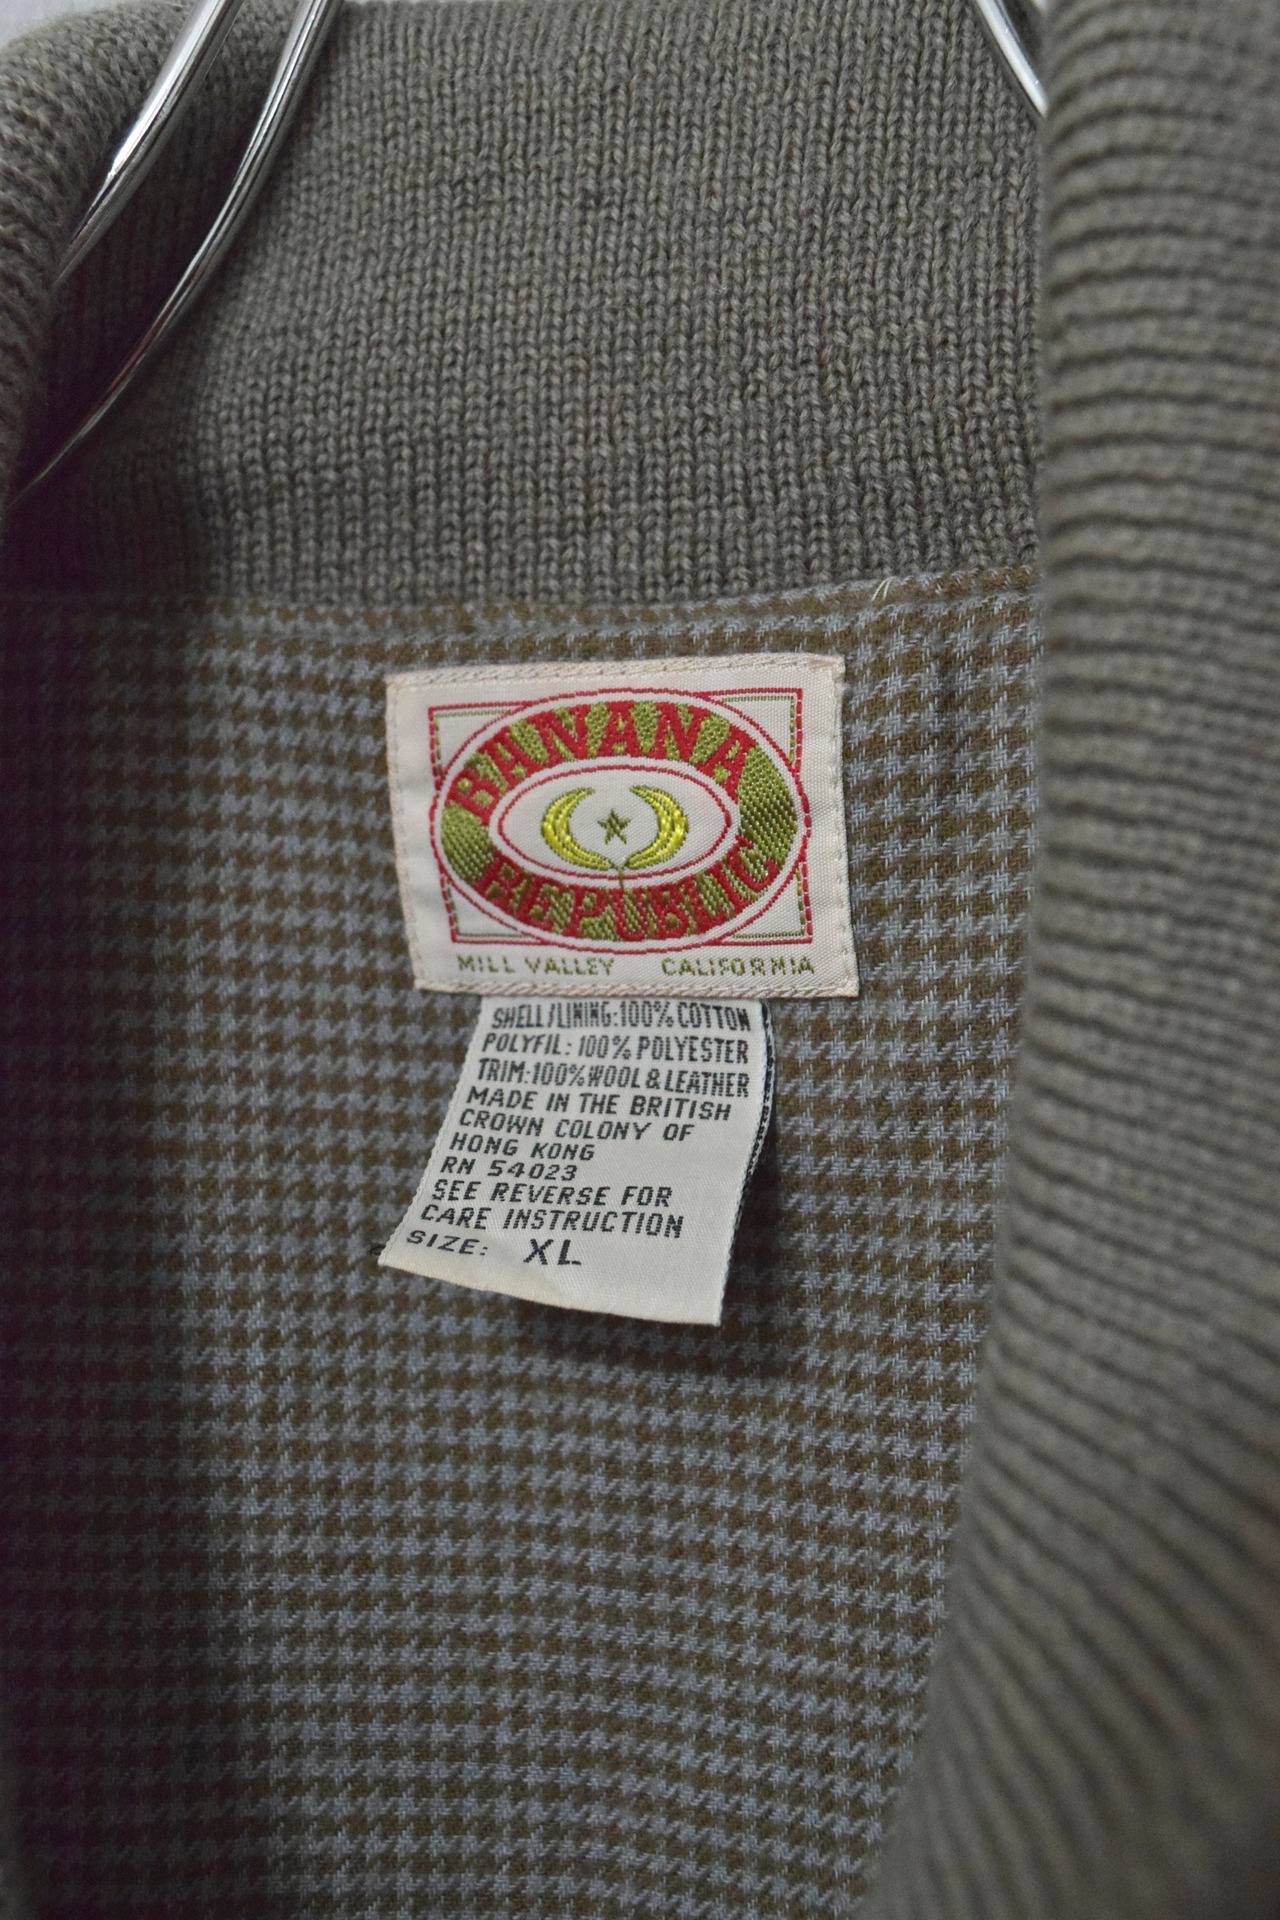 BANANA
REPUBLIC
MILL VALLEY CALIFORNIA
SHELL/LINING:100% COTTON
POLYFIL: 100% POLYESTER
TRIM:100% WOOL & LEATHER
MADE IN THE BRITISH
CROWN COLONY OF
HONG KONG
RN 54023
SEE REVERSE FOR
CARE INSTRUCTION
SIZE: XL